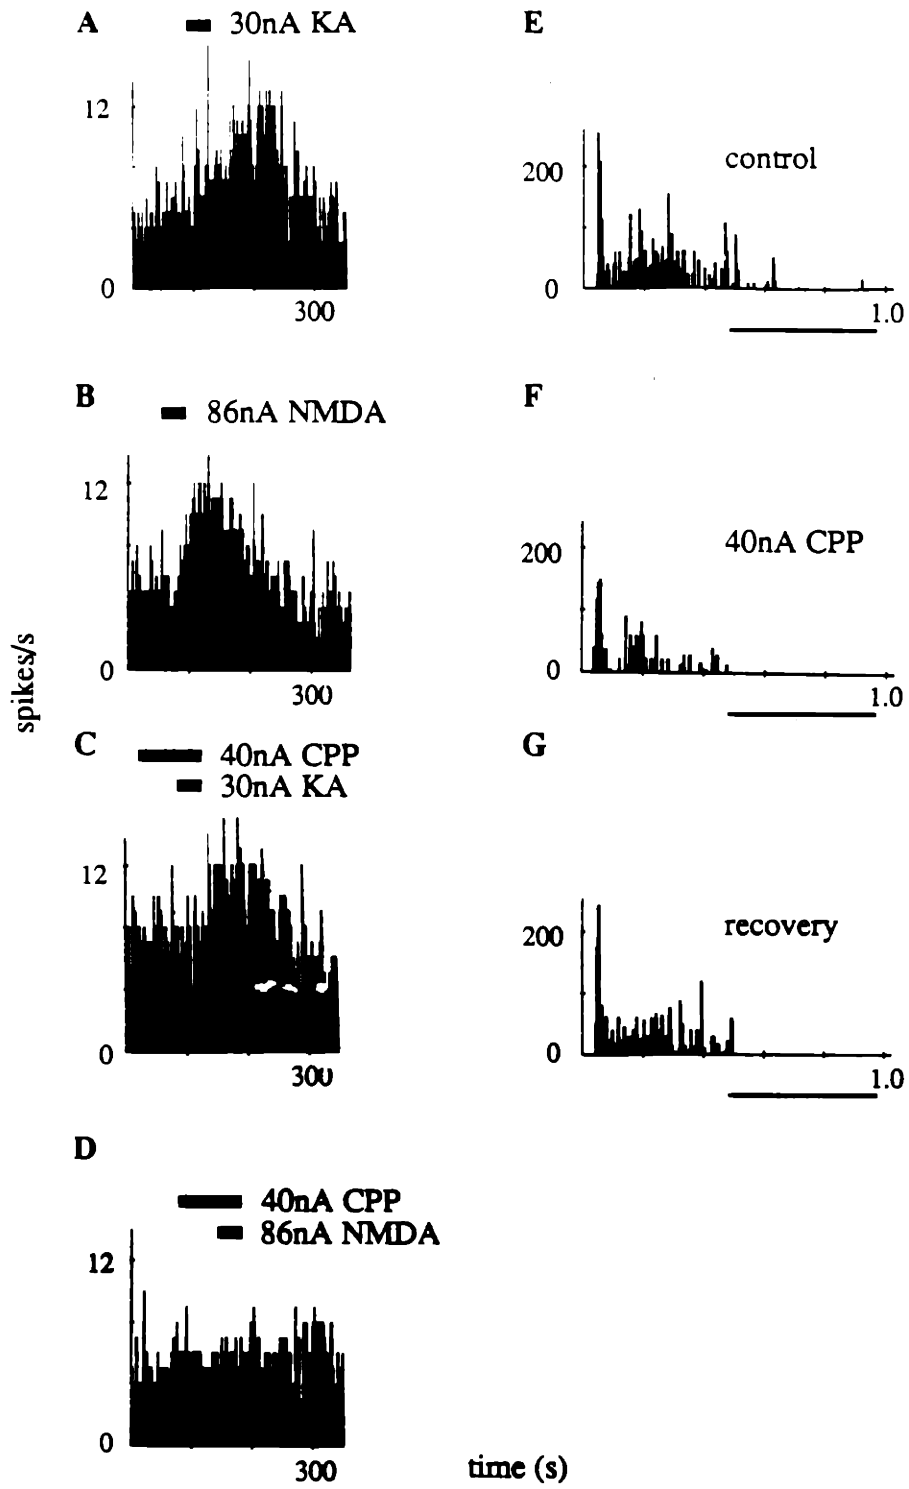 A
30nA KA
12
0
300
B
86nA NMDA
12
0
300
spikes/s
C
40nA CPP
30nA KA
12
0
300
D
40nA CPP
86nA NMDA
12
0
300
time (s)
E
control
200
0
1.0
F
40nA CPP
200
0
1.0
G
recovery
200
0
1.0